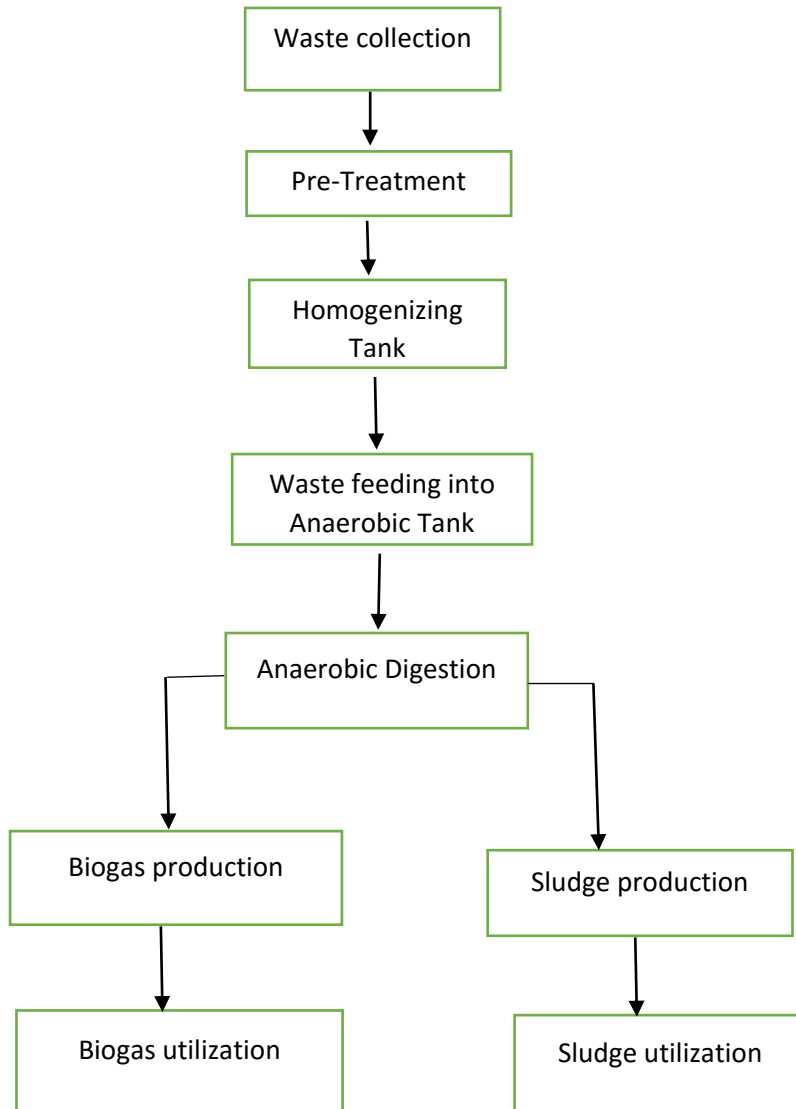 Waste collection
Pre-Treatment
Homogenizing
Tank
Waste feeding into
Anaerobic Tank
Anaerobic Digestion
Biogas production
Sludge production
Biogas utilization
Sludge utilization